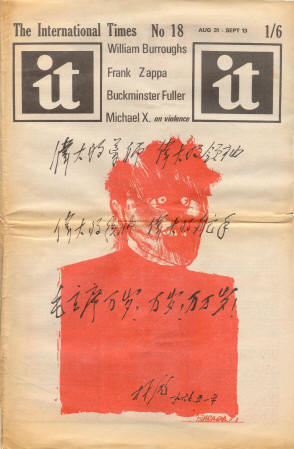 The International Times No 18 AUG 31 - SEPT 13 1/6
it
William Burroughs
Frank Zappa
Buckminster Fuller
Michael X. on violence
it
偉大的導師 偉大的領袖
偉大的統帥 偉大的舵手
毛主席万岁!万岁!万万岁!
林彪